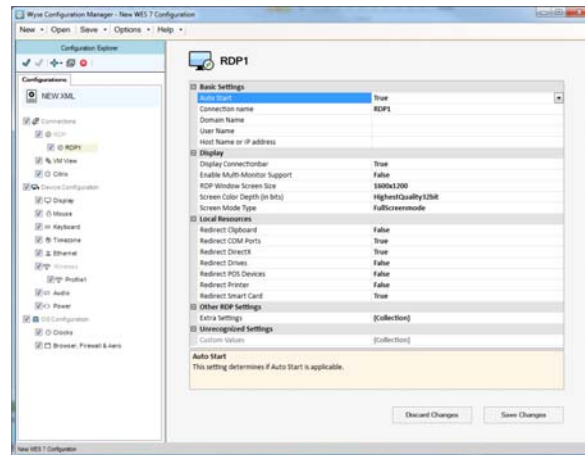 Wyse Configuration Manager - New WES 7 Configuration
New Open Save Options Help
Configuration Explorer
Configurations
NEW XML
Connections
RDP
RDP1
VM View
Citrix
Device Configuration
Display
Mouse
Keyboard
Timezone
Ethernet
Wireless
Profile1
Audio
Power
OS Configuration
Clocks
Browser, Firewall & Aero
RDP1
Basic Settings
Auto Start True
Connection name RDP1
Domain Name
User Name
Host Name or IP address
Display
Display Connectionbar True
Enable Multi-Monitor Support False
RDP Window Screen Size 1600x1200
Screen Color Depth (in bits) HighestQuality32bit
Screen Mode Type FullScreenmode
Local Resources
Redirect Clipboard False
Redirect COM Ports True
Redirect DirectX True
Redirect Drives False
Redirect POS Devices False
Redirect Printer False
Redirect Smart Card True
Other RDP Settings
Extra Settings (Collection)
Unrecognized Settings
Custom Values (Collection)
Auto Start
This setting determines if Auto Start is applicable.
Discard Changes Save Changes
New WES 7 Configuration